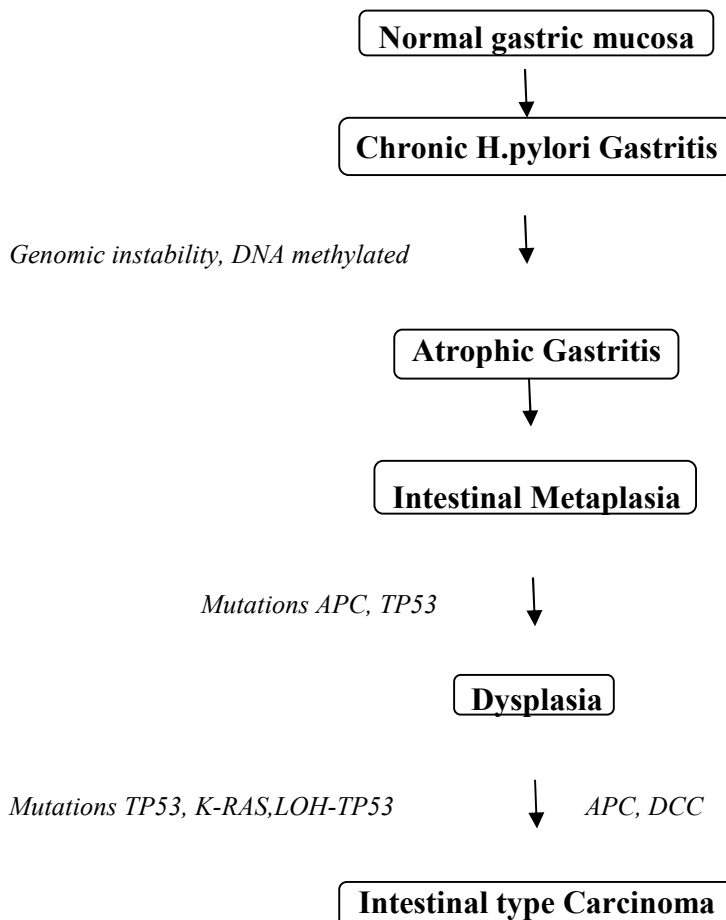 Normal gastric mucosa
Chronic H.pylori Gastritis
Genomic instability, DNA methylated
Atrophic Gastritis
Intestinal Metaplasia
Mutations APC, TP53
Dysplasia
Mutations TP53, K-RAS,LOH-TP53 APC, DCC
Intestinal type Carcinoma